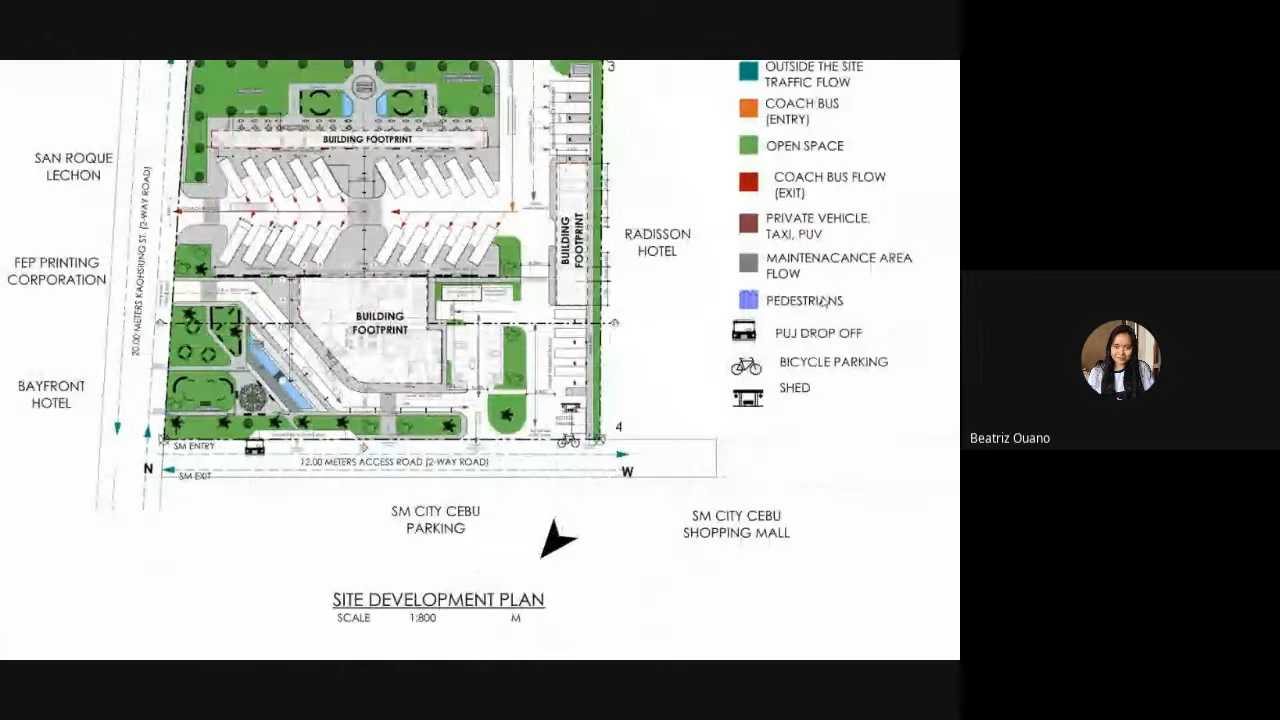 3
OUTSIDE THE SITE
TRAFFIC FLOW
COACH BUS
(ENTRY)
OPEN SPACE
COACH BUS FLOW
(EXIT)
PRIVATE VEHICLE,
TAXI, PUV
MAINTENACANCE AREA
FLOW
PEDESTRIANS
PUJ DROP OFF
BICYCLE PARKING
SHED
BUILDING FOOTPRINT
SAN ROQUE
LECHON
20.00 METERS KAOHSIUNG ST. (2-WAY ROAD)
BUILDING
FOOTPRINT
RADISSON
HOTEL
FEP PRINTING
CORPORATION
BUILDING
FOOTPRINT
BAYFRONT
HOTEL
4
SM ENTRY
12.00 METERS ACCESS ROAD (2-WAY ROAD)
N
W
SM EXIT
SM CITY CEBU
PARKING
SM CITY CEBU
SHOPPING MALL
SITE DEVELOPMENT PLAN
SCALE 1:800 M
Beatriz Ouano